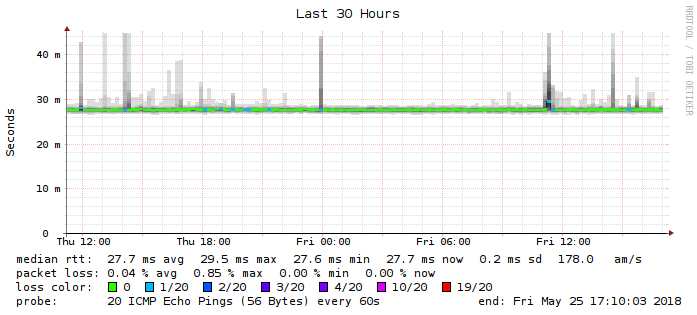 Last 30 Hours
RRDTOOL / TOBI OETIKER
Seconds
40 m
30 m
20 m
10 m
0
Thu 12:00 Thu 18:00 Fri 00:00 Fri 06:00 Fri 12:00
median rtt: 27.7 ms avg 29.5 ms max 27.6 ms min 27.7 ms now 0.2 ms sd 178.0 am/s
packet loss: 0.04 % avg 0.85 % max 0.00 % min 0.00 % now
loss color: 0 1/20 2/20 3/20 4/20 10/20 19/20
probe: 20 ICMP Echo Pings (56 Bytes) every 60s end: Fri May 25 17:10:03 2018